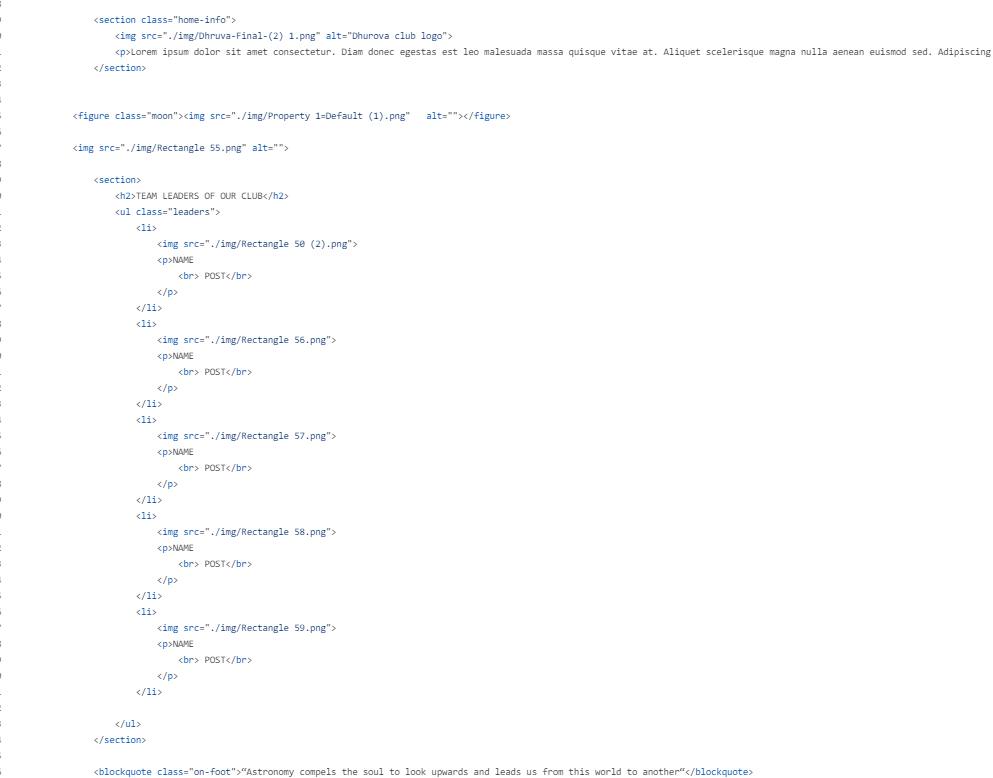 <section class="home-info">
<img src="./img/Dhruva-Final-(2) 1.png" alt="Dhurova club logo">
<p>Lorem ipsum dolor sit amet consectetur. Diam donec egestas est leo malesuada massa quisque vitae at. Aliquet scelerisque magna nulla aenean euismod sed. Adipiscing
</section>
<figure class="moon"><img src="./img/Property 1=Default (1).png"   alt=""></figure>
<img src="./img/Rectangle 55.png" alt="">
<section>
<h2>TEAM LEADERS OF OUR CLUB</h2>
<ul class="leaders">
<li>
<img src="./img/Rectangle 50 (2).png">
<p>NAME
<br> POST</br>
</p>
</li>
<li>
<img src="./img/Rectangle 56.png">
<p>NAME
<br> POST</br>
</p>
</li>
<li>
<img src="./img/Rectangle 57.png">
<p>NAME
<br> POST</br>
</p>
</li>
<li>
<img src="./img/Rectangle 58.png">
<p>NAME
<br> POST</br>
</p>
</li>
<li>
<img src="./img/Rectangle 59.png">
<p>NAME
<br> POST</br>
</p>
</li>
</ul>
</section>
<blockquote class="on-foot">“Astronomy compels the soul to look upwards and leads us from this world to another“</blockquote>